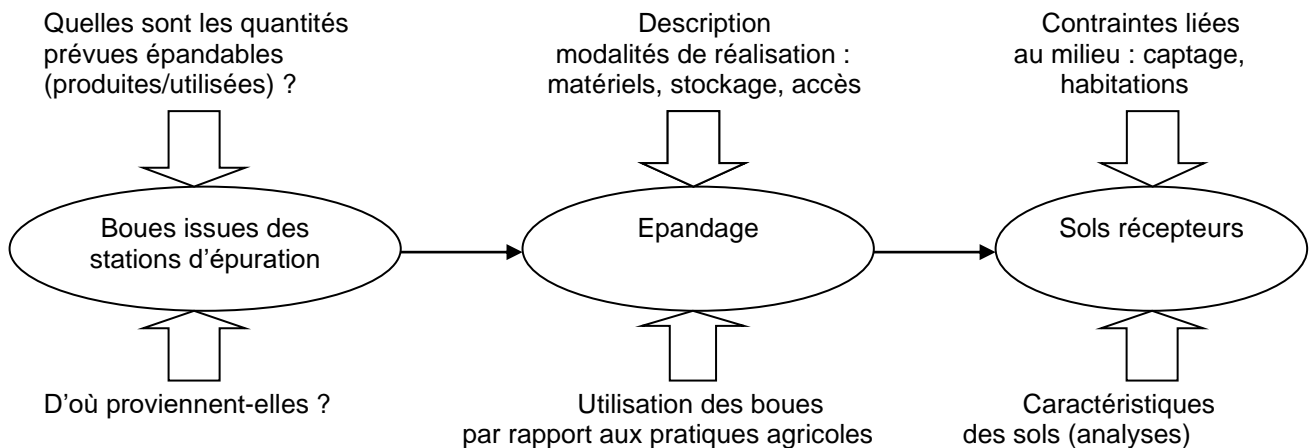 Quelles sont les quantités
prévues épandables
(produites/utilisées) ?
Description
modalités de réalisation :
matériels, stockage, accès
Contraintes liées
au milieu : captage,
habitations
Boues issues des
stations d'épuration
Epandage
Sols récepteurs
D'où proviennent-elles ?
Utilisation des boues
par rapport aux pratiques agricoles
Caractéristiques
des sols (analyses)